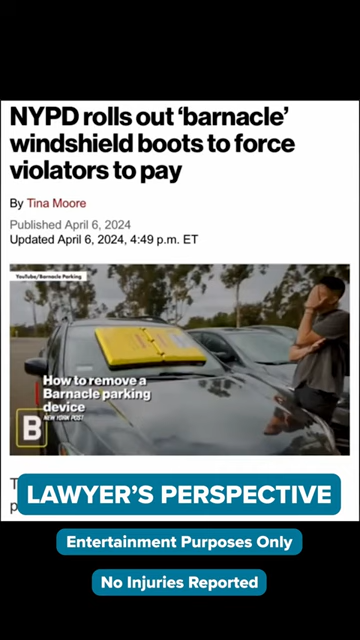 NYPD rolls out ‘barnacle’
windshield boots to force
violators to pay
By Tina Moore
Published April 6, 2024
Updated April 6, 2024, 4:49 p.m. ET
YouTube/Barnacle Parking
How to remove a
Barnacle parking
device
NEW YORK POST
B
LAWYER’S PERSPECTIVE
Entertainment Purposes Only
No Injuries Reported